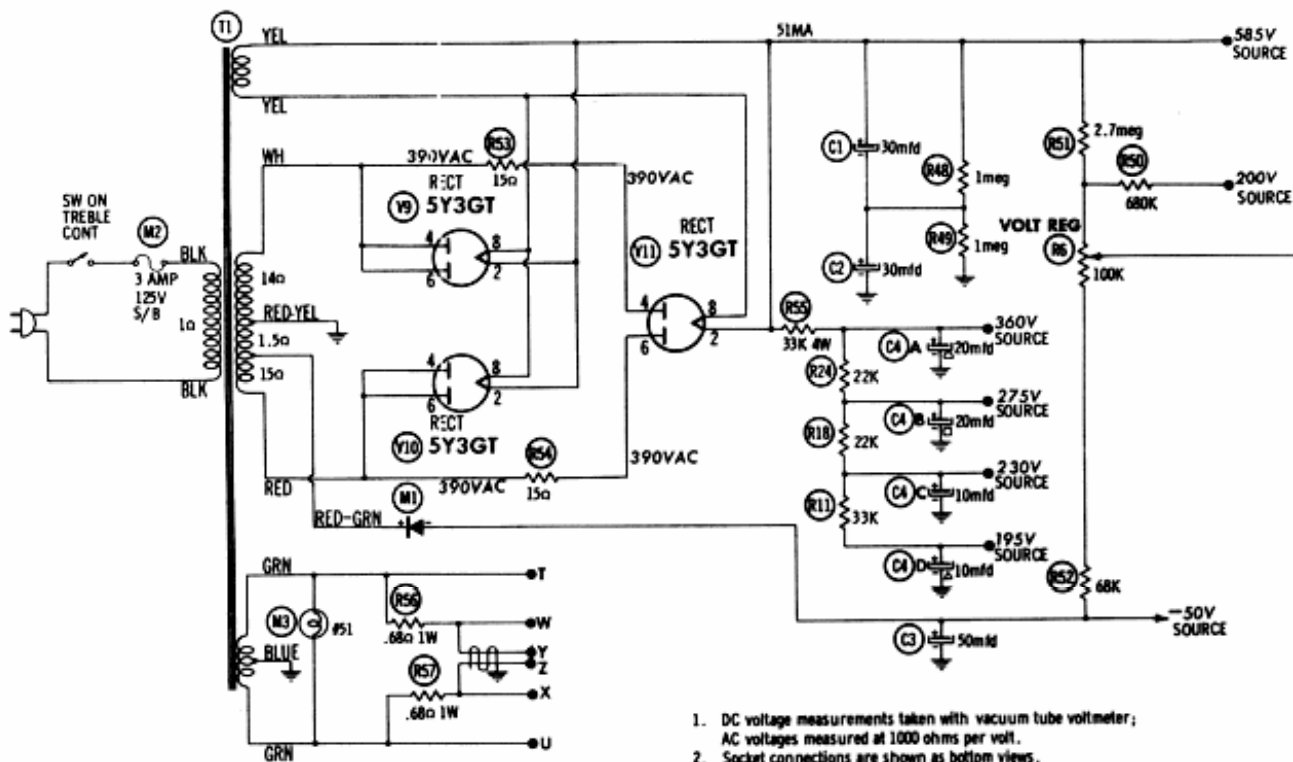 T1
YEL
51MA
585V
SOURCE
YEL
WH
390VAC
R53
15Ω
390VAC
RECT
V9 5Y3GT
4
8
6
2
SW ON
TREBLE
CONT
M2
3 AMP
125V
S/B
BLK
1Ω
BLK
14Ω
RED-YEL
1.5Ω
15Ω
RECT
V11 5Y3GT
4
8
6
2
C1 30mfd
R48
1meg
R49
1meg
C2 30mfd
R51
2.7meg
R50
680K
200V
SOURCE
VOLT REG
R6
100K
R55
33K 4W
360V
SOURCE
C4 A 20mfd
R24
22K
275V
SOURCE
C4 B 20mfd
R18
22K
230V
SOURCE
C4 C 10mfd
R11
33K
195V
SOURCE
C4 D 10mfd
R52
68K
-50V
SOURCE
C3 50mfd
4
8
6
2
RECT
V10 5Y3GT
R54
15Ω
390VAC
390VAC
RED
RED-GRN
M1
GRN
T
R56
.68Ω 1W
W
M3
#51
BLUE
Y
Z
R57
.68Ω 1W
X
U
GRN
1. DC voltage measurements taken with vacuum tube voltmeter;
AC voltages measured at 1000 ohms per volt.
2. Socket connections are shown as bottom views.